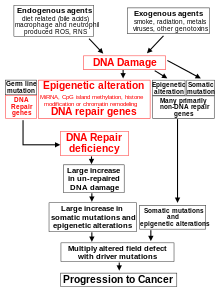 Endogenous agents
diet related (bile acids)
macrophage and neutrophil
produced ROS, RNS
Exogenous agents
smoke, radiation, metals
viruses, other genotoxins
DNA Damage
Germ line
mutation
DNA
Repair
genes
Epigenetic alteration
MiRNA, CpG island methylation, histone
modification or chromatin remodeling
DNA repair genes
Epigenetic
alteration
Somatic
mutation
Many primarily
non-DNA repair
genes
DNA Repair
deficiency
Large increase
in un-repaired
DNA damage
Large increase in
somatic mutations and
epigenetic alterations
Somatic mutations
and
epigenetic alterations
Multiply altered field defect
with driver mutations
Progression to Cancer